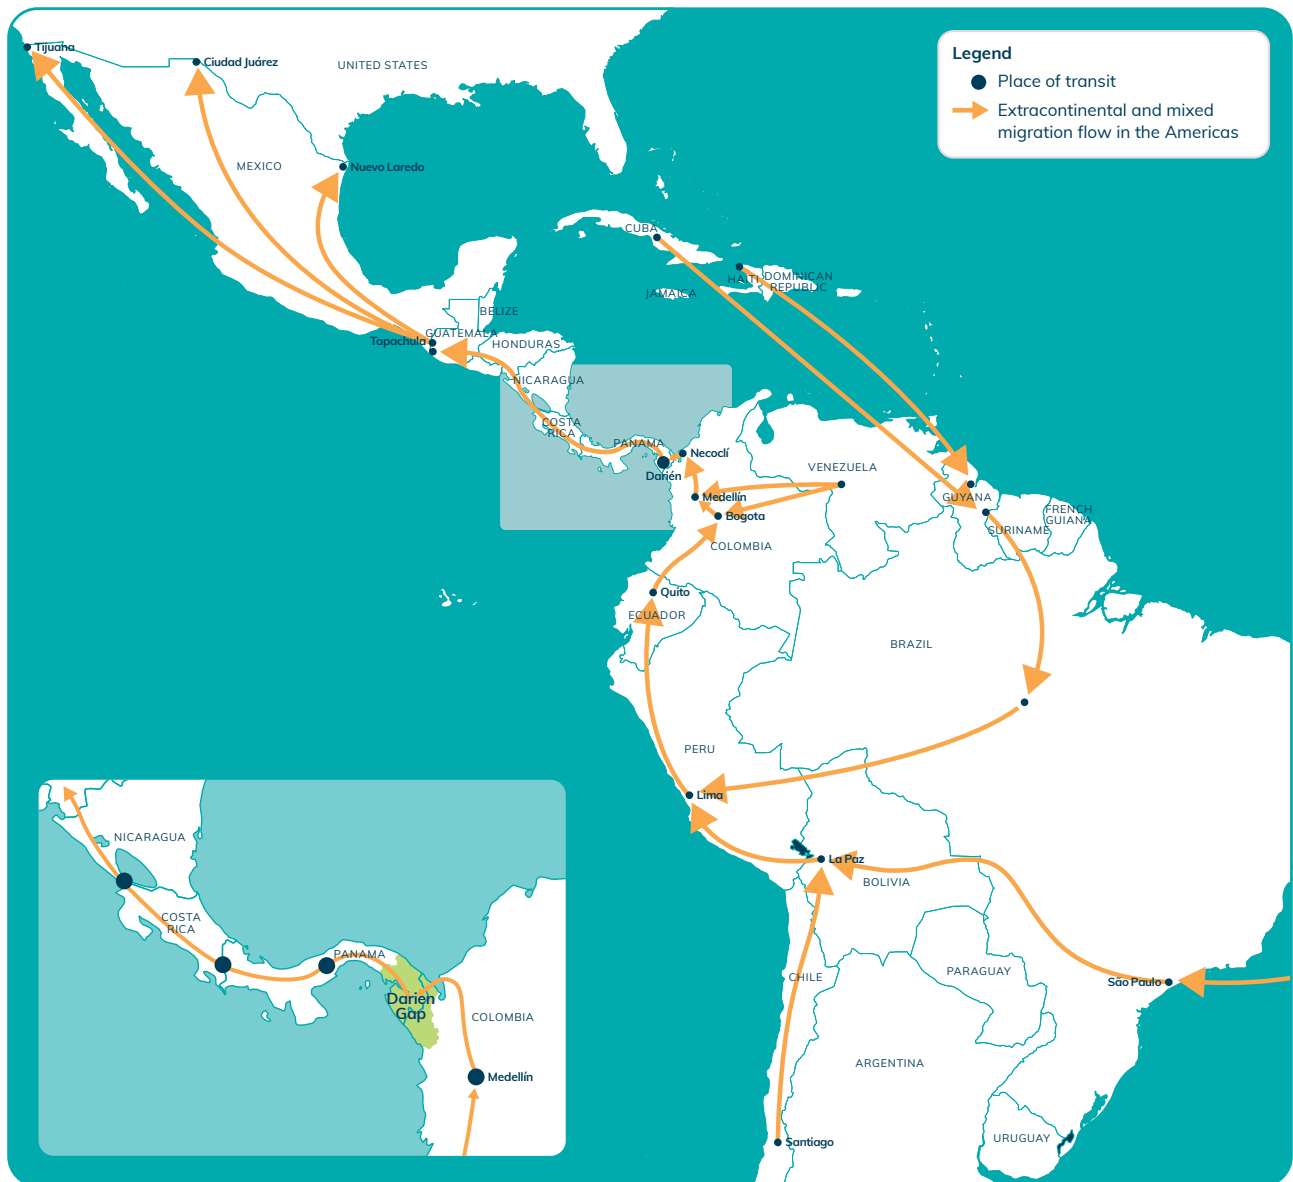 Legend
Place of transit
Extracontinental and mixed
migration flow in the Americas
Tijuana
Ciudad Juárez
UNITED STATES
MEXICO
Nuevo Laredo
CUBA
HAITI
DOMINICAN
REPUBLIC
JAMAICA
BELIZE
GUATEMALA
Tapachula
HONDURAS
NICARAGUA
COSTA
RICA
PANAMA
Necoclí
Darién
VENEZUELA
Medellín
GUYANA
Bogota
FRENCH
GUIANA
SURINAME
COLOMBIA
Quito
ECUADOR
BRAZIL
PERU
Lima
La Paz
BOLIVIA
PARAGUAY
CHILE
São Paulo
ARGENTINA
URUGUAY
Santiago
NICARAGUA
COSTA
RICA
PANAMA
Darien
Gap
COLOMBIA
Medellín